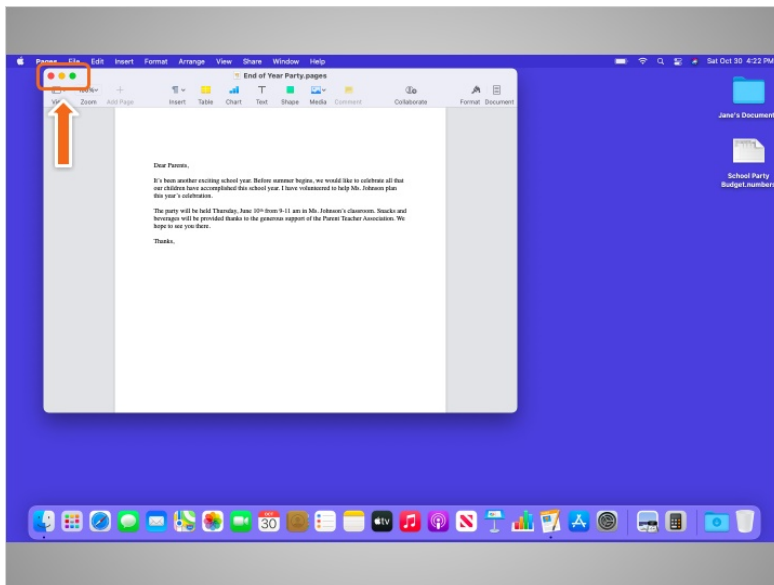 Pages File Edit Insert Format Arrange View Share Window Help
Sat Oct 30 4:22 PM
End of Year Party.pages
View Zoom Add Page Insert Table Chart Text Shape Media Comment Collaborate Format Document
Dear Parents,
It's been another exciting school year. Before summer begins, we would like to celebrate all that
our children have accomplished this school year. I have volunteered to help Ms. Johnson plan
this year's celebration.
The party will be held Thursday, June 10th from 9-11 am in Ms. Johnson's classroom. Snacks and
beverages will be provided thanks to the generous support of the Parent Teacher Association. We
hope to see you there.
Thanks,
Jane's Document
School Party
Budget.numbers
OCT
30
tv